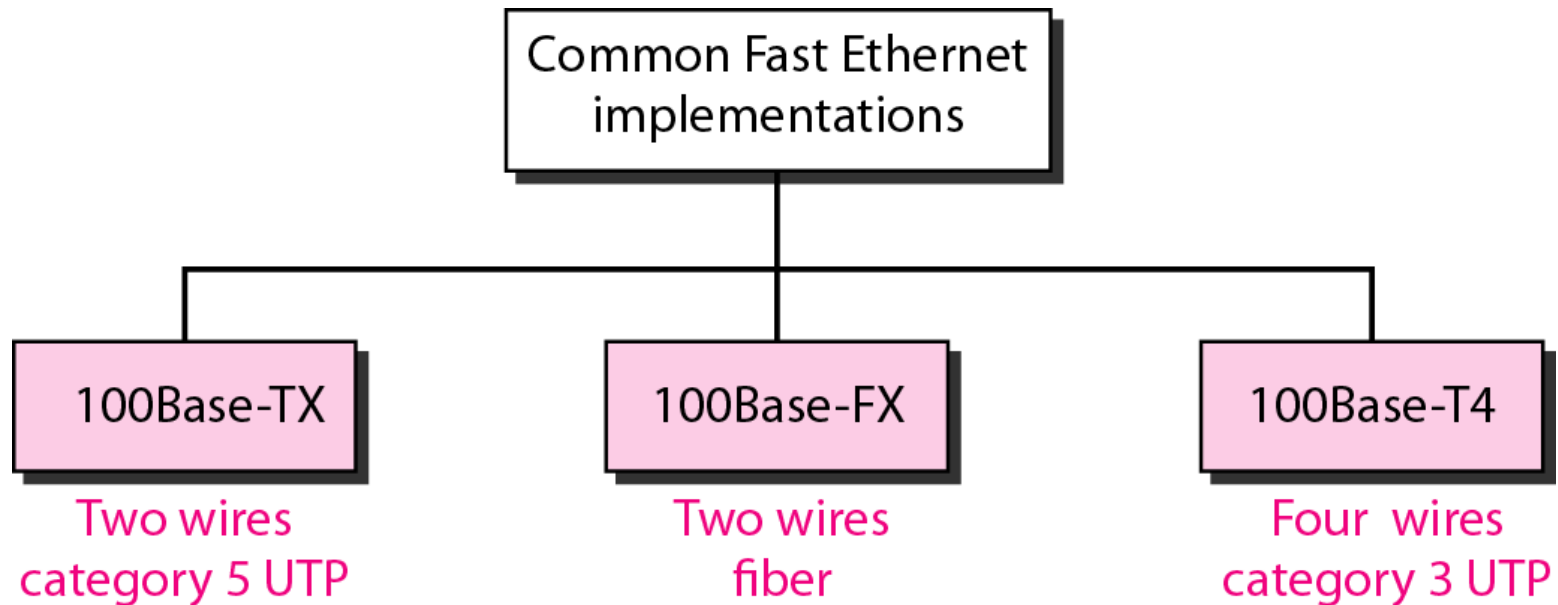 Common Fast Ethernet
implementations
100Base-TX
100Base-FX
100Base-T4
Two wires
category 5 UTP
Two wires
fiber
Four wires
category 3 UTP